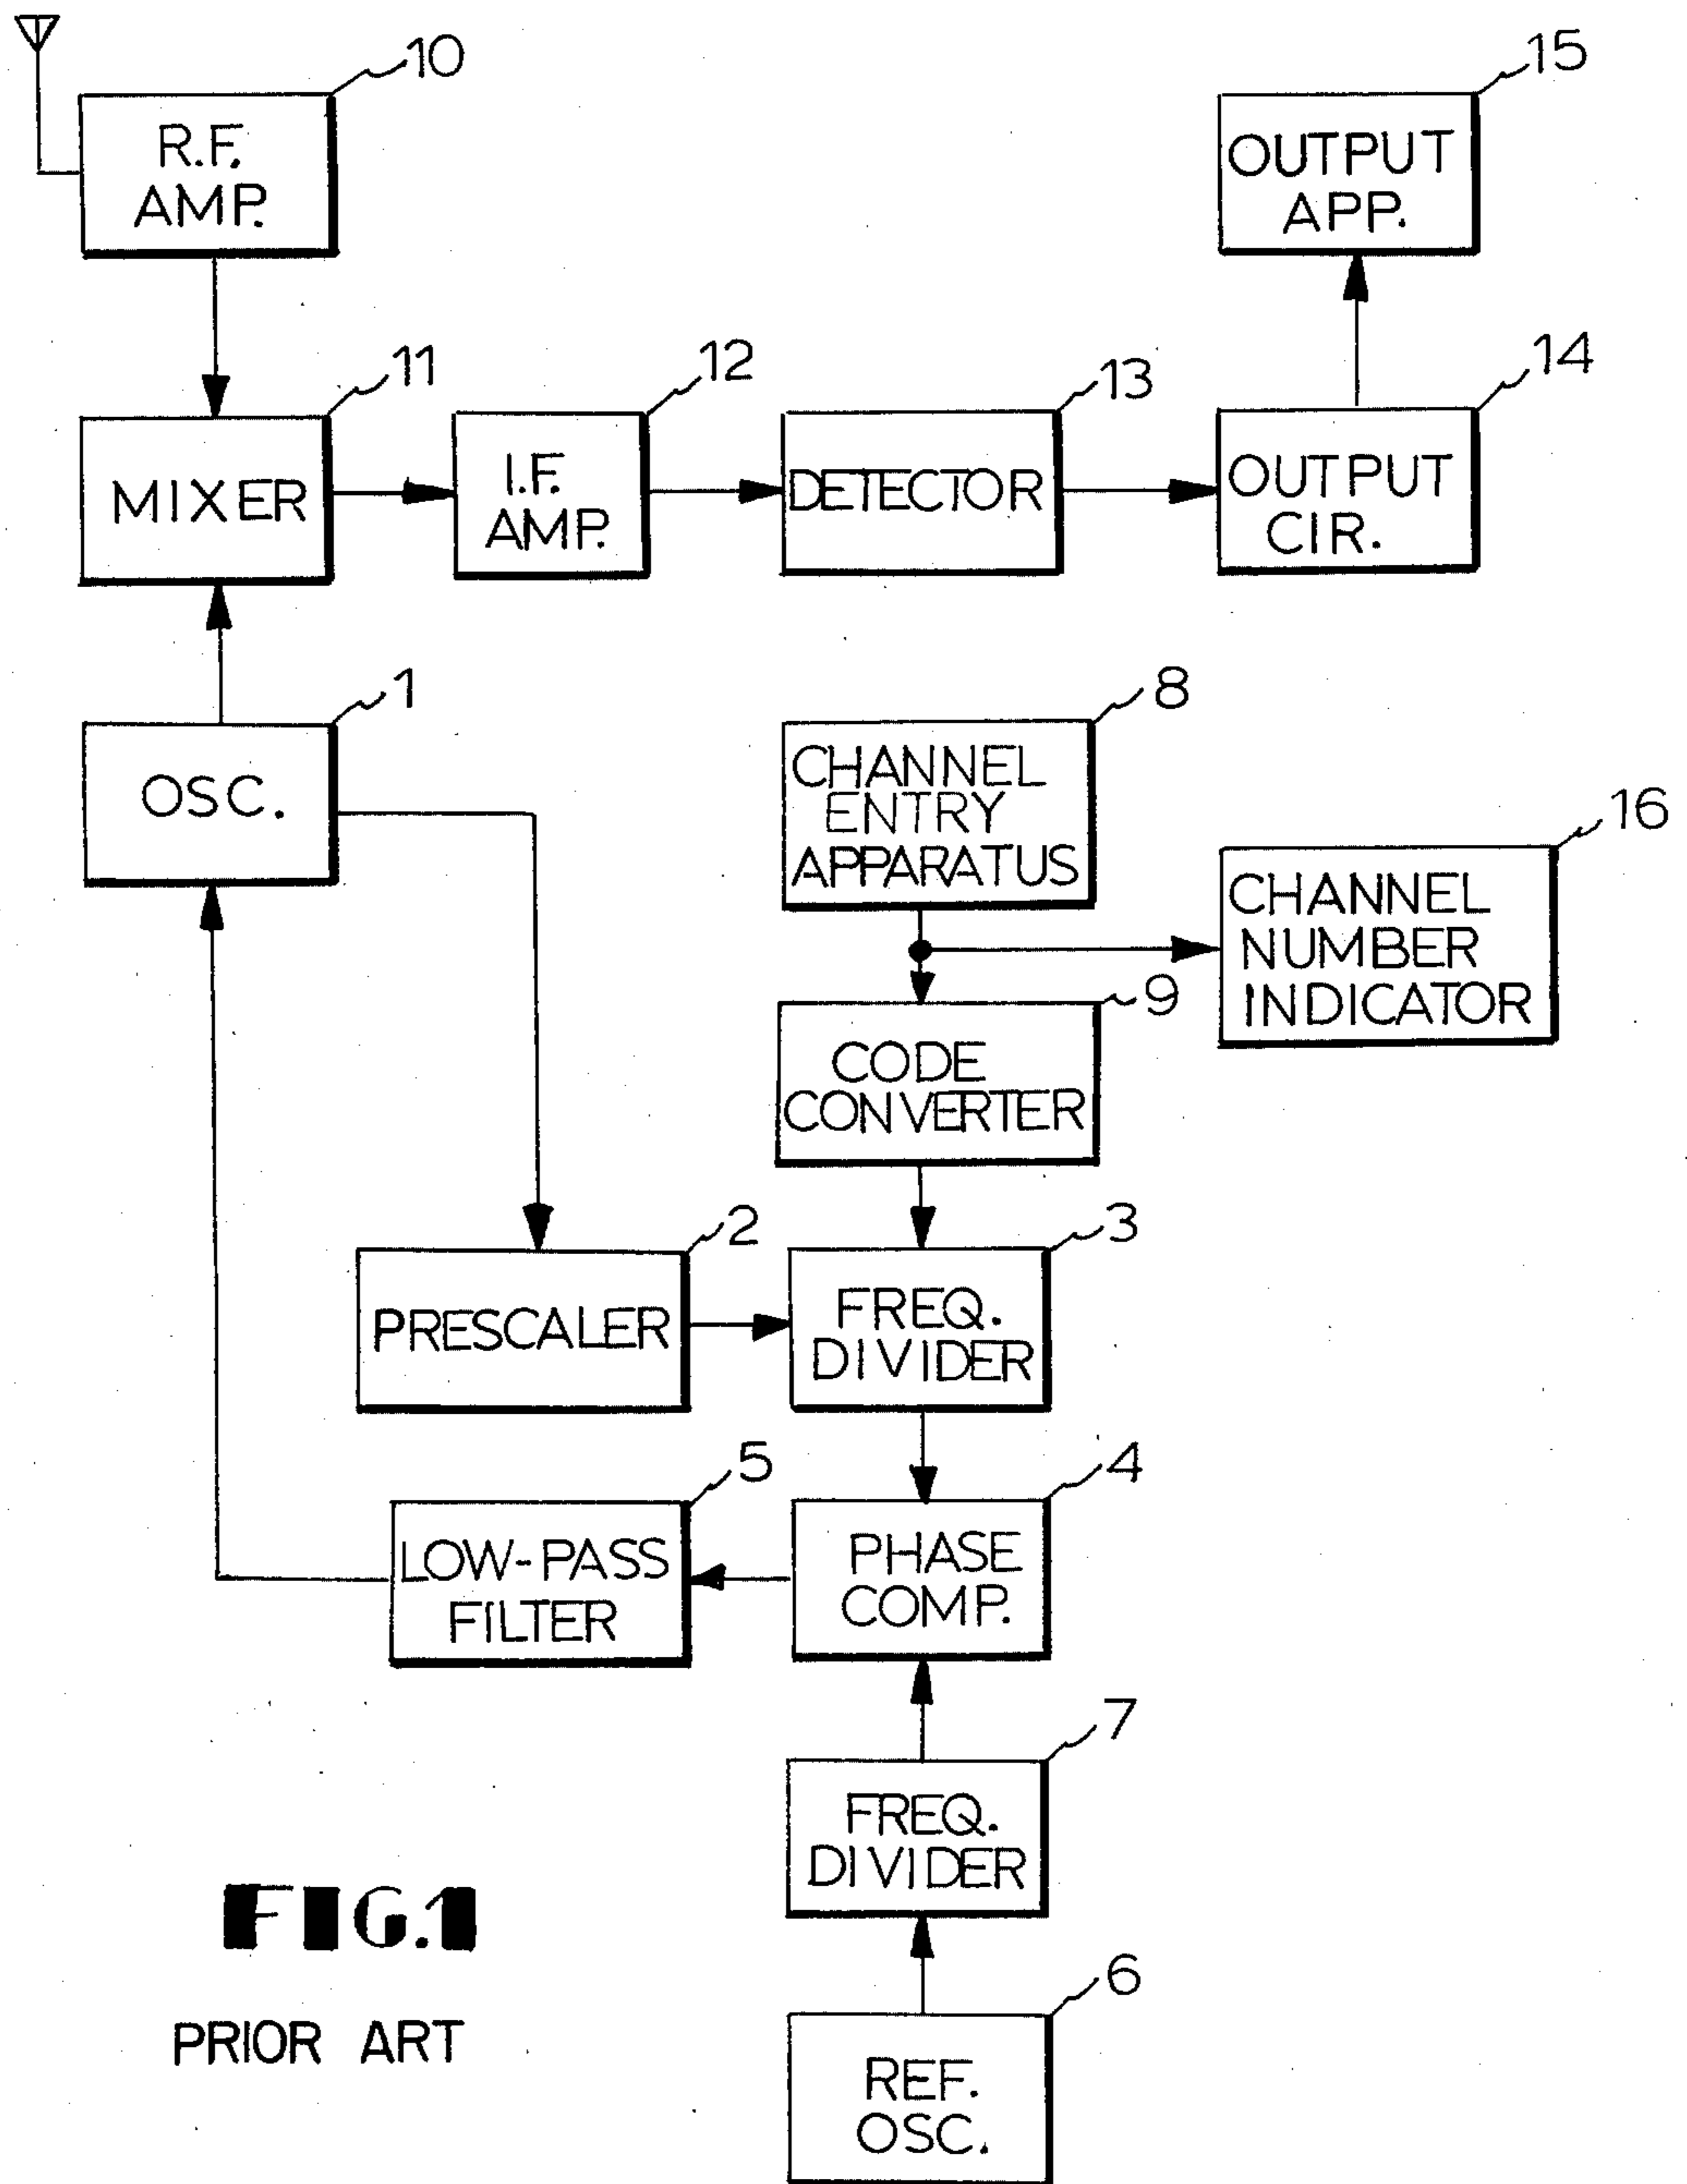 10
R.F.
AMP.
15
OUTPUT
APP.
11
MIXER
12
I.F.
AMP.
13
DETECTOR
14
OUTPUT
CIR.
1
OSC.
8
CHANNEL
ENTRY
APPARATUS
16
CHANNEL
NUMBER
INDICATOR
9
CODE
CONVERTER
2
PRESCALER
3
FREQ.
DIVIDER
5
LOW-PASS
FILTER
4
PHASE
COMP.
7
FREQ.
DIVIDER
6
REF.
OSC.
FIG.1
PRIOR ART